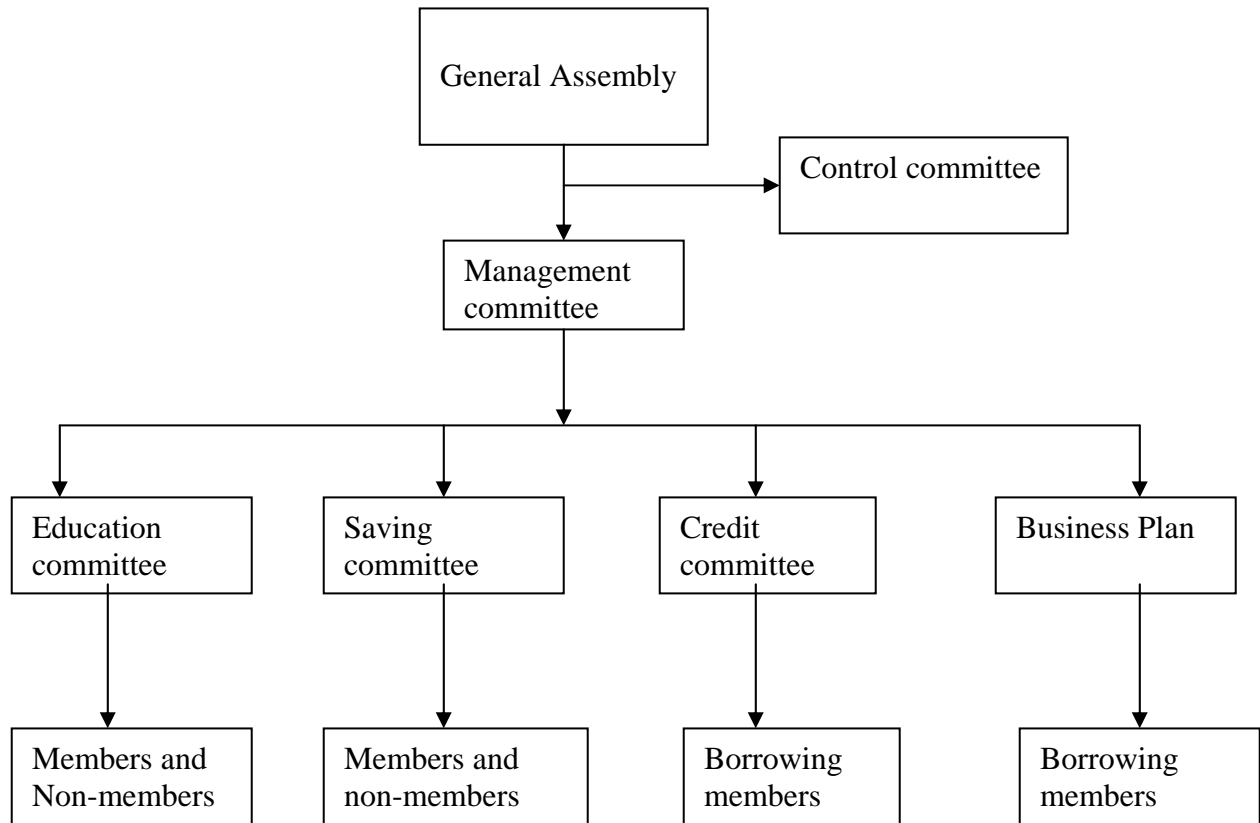 General Assembly
Control committee
Management
committee
Education
committee
Saving
committee
Credit
committee
Business Plan
Members and
Non-members
Members and
non-members
Borrowing
members
Borrowing
members